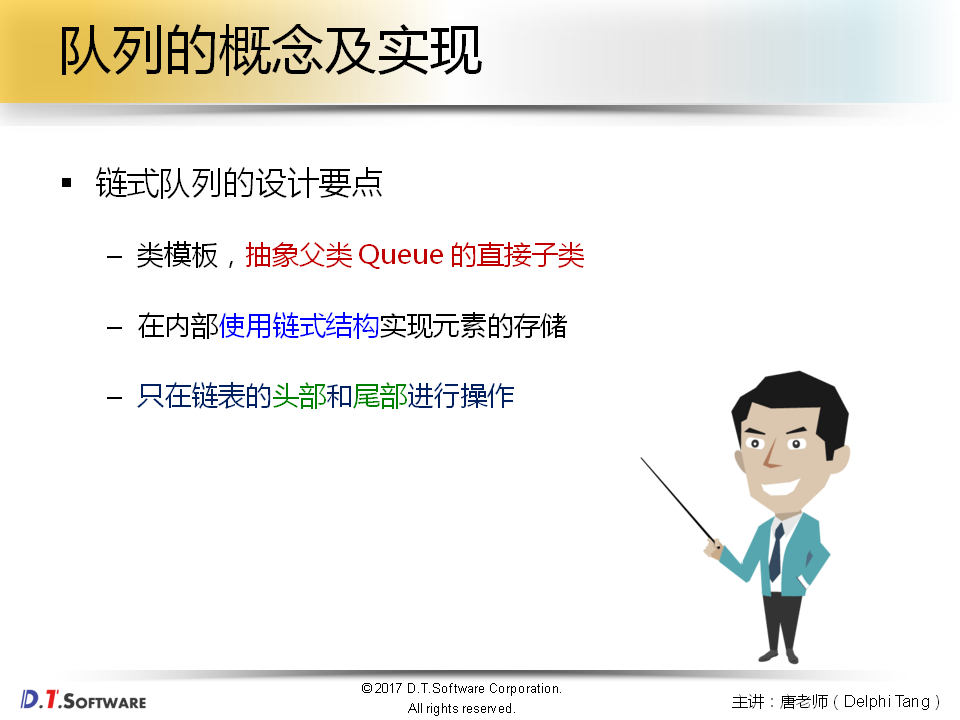 队列的概念及实现
▪ 链式队列的设计要点
– 类模板，抽象父类 Queue 的直接子类
– 在内部使用链式结构实现元素的存储
– 只在链表的头部和尾部进行操作
D.T.SOFTWARE
©2017 D.T.Software Corporation.
All rights reserved.
主讲：唐老师（Delphi Tang）